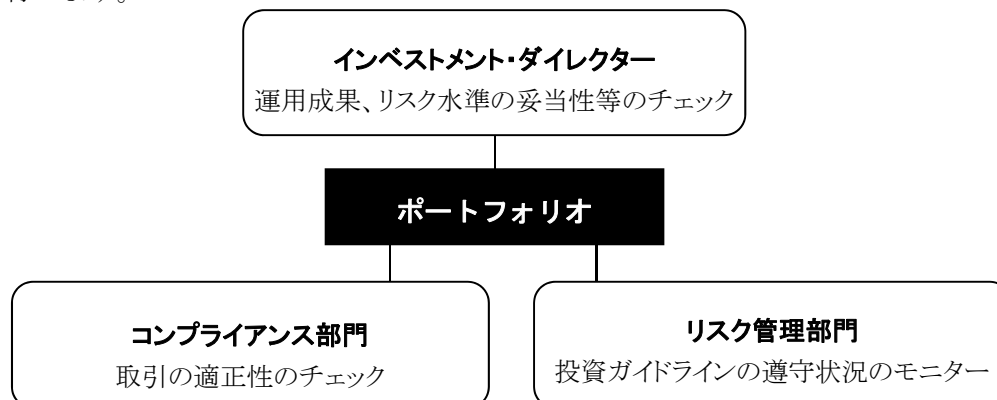 インベストメント・ダイレクター
運用成果、リスク水準の妥当性等のチェック
ポートフォリオ
コンプライアンス部門
取引の適正性のチェック
リスク管理部門
投資ガイドラインの遵守状況のモニター